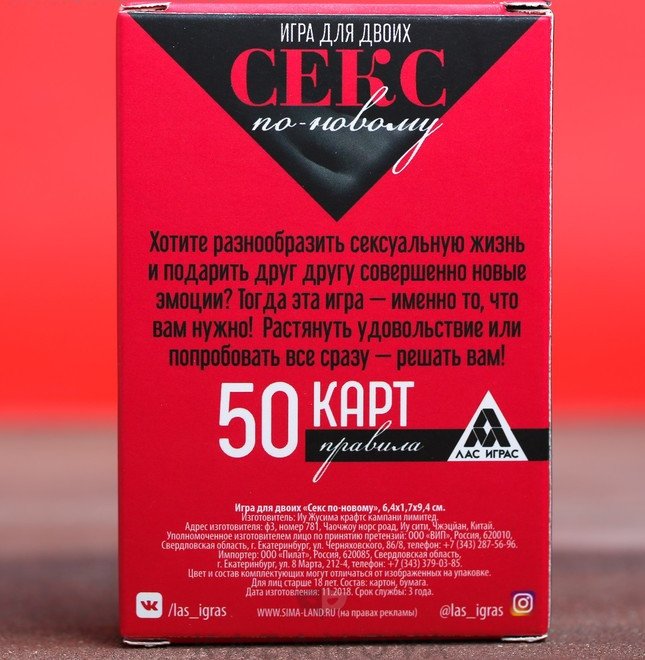 ИГРА ДЛЯ ДВОИХ
СЕКС
по-новому
Хотите разнообразить сексуальную жизнь
и подарить друг другу совершенно новые
эмоции? Тогда эта игра — именно то, что
вам нужно! Растянуть удовольствие или
попробовать все сразу — решать вам!
50 КАРТ
правила
ЛАС ИГРАС
Игра для двоих «Секс по-новому», 6,4х1,7х9,4 см.
Изготовитель: Иу Жусима крафтс кампани лимитед.
Адрес изготовителя: ф3, номер 781, Чаочжоу норс роад, Иу сити, Чжэцйан, Китай.
Уполномоченное изготовителем лицо по принятию претензий: ООО «ВИП», Россия, 620010,
Свердловская область, г. Екатеринбург, ул. Черняховского, 86/8, телефон: +7 (343) 287-56-96.
Импортер: ООО «Пилат», Россия, 620085, Свердловская область,
г. Екатеринбург, ул. 8 Марта, 212-4, телефон: +7 (343) 379-03-85.
Цвет и состав комплектующих могут отличаться от изображенных на упаковке.
Для лиц старше 18 лет. Состав: картон, бумага.
Дата изготовления: 11.2018. Срок службы: 3 года.
/las_igras
WWW.SIMA-LAND.RU (на правах рекламы)
@las_igras